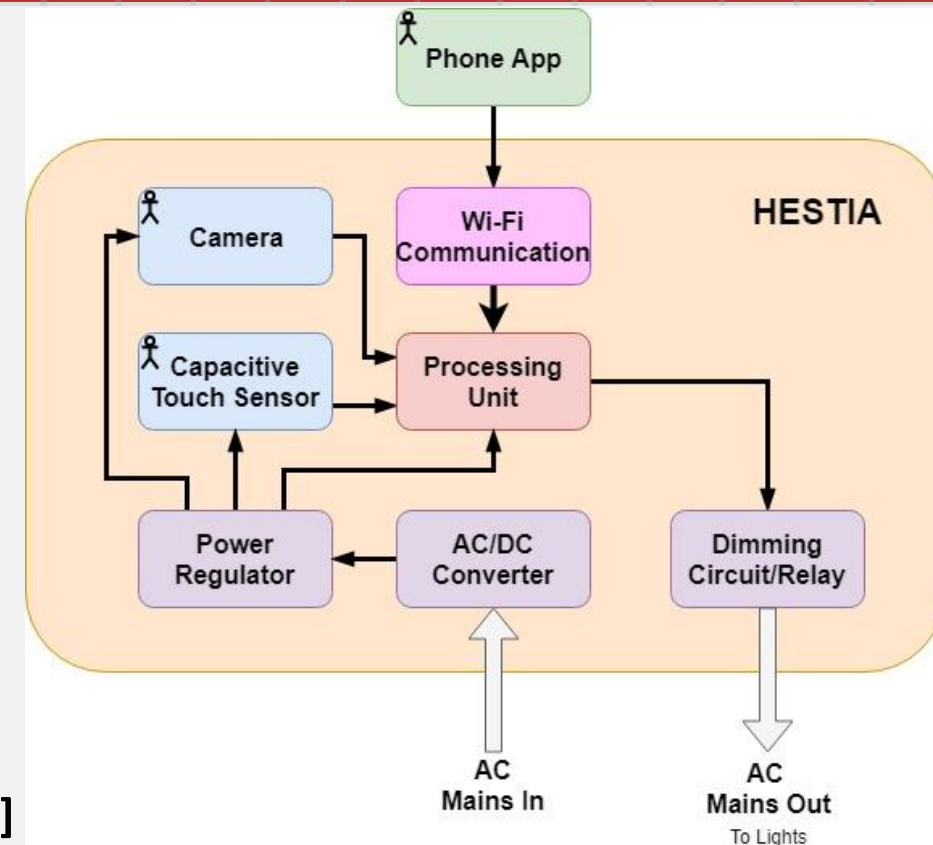 Phone App
HESTIA
Camera
Wi-Fi
Communication
Capacitive
Touch Sensor
Processing
Unit
Power
Regulator
AC/DC
Converter
Dimming
Circuit/Relay
AC
Mains In
AC
Mains Out
To Lights
]